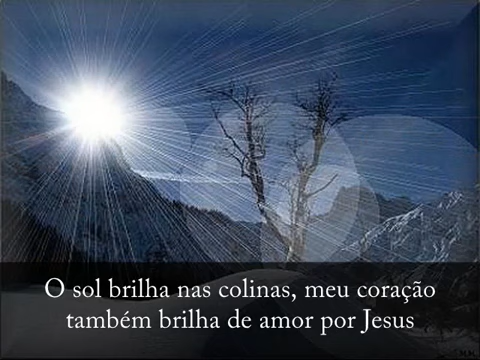 O sol brilha nas colinas, meu coração
também brilha de amor por Jesus